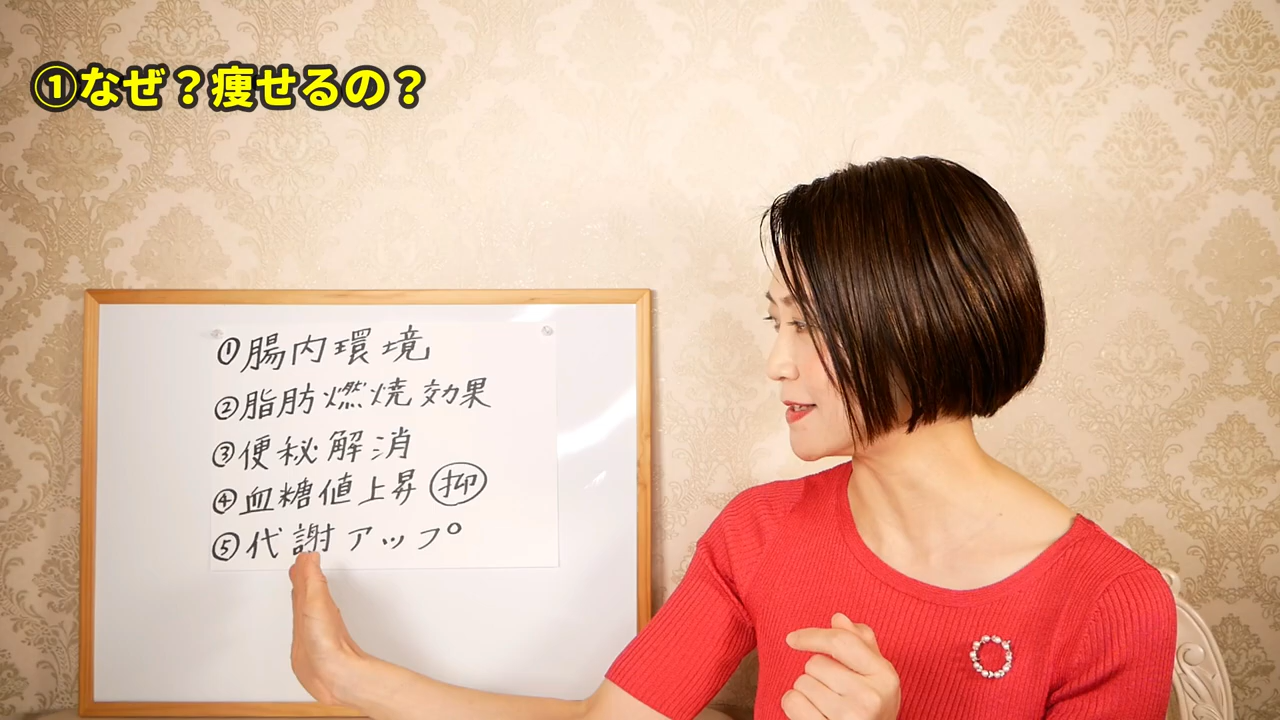 ①なぜ？痩せるの？
①腸内環境
②脂肪燃焼効果
③便秘解消
④血糖値上昇抑
⑤代謝アップ